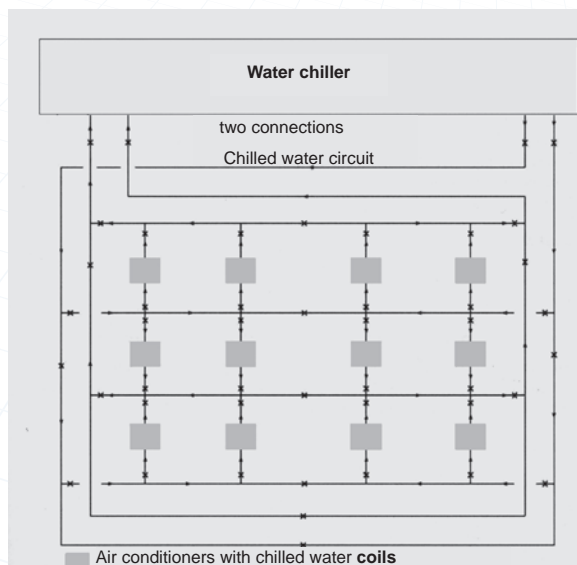 Water chiller
two connections
Chilled water circuit
Air conditioners with chilled water coils